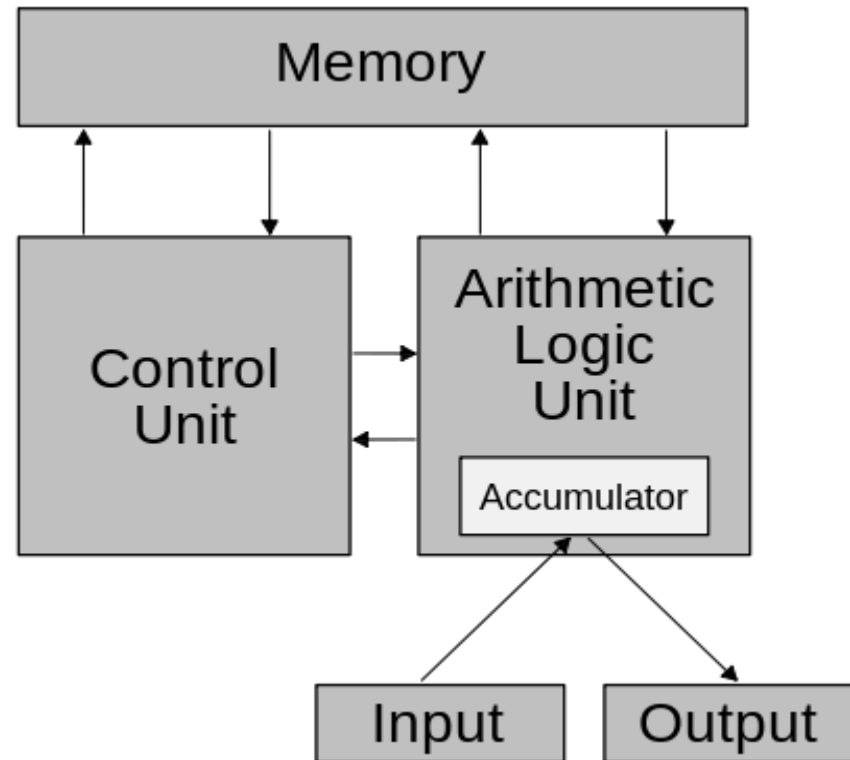 Memory
Control
Unit
Arithmetic
Logic
Unit
Accumulator
Input
Output